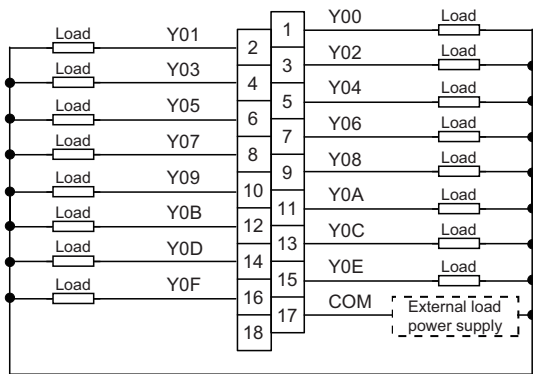 1 Y00 Load
Load Y01 2
3 Y02 Load
Load Y03 4
5 Y04 Load
Load Y05 6
7 Y06 Load
Load Y07 8
9 Y08 Load
Load Y09 10
11 Y0A Load
Load Y0B 12
13 Y0C Load
Load Y0D 14
15 Y0E Load
Load Y0F 16
17 COM External load
power supply
18